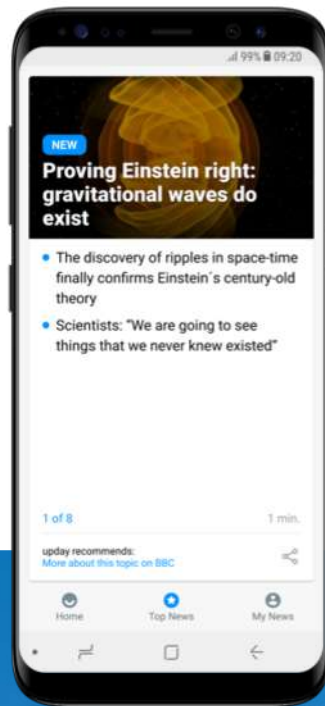 99% 09:20
NEW
Proving Einstein right:
gravitational waves do
exist
The discovery of ripples in space-time
finally confirms Einstein´s century-old
theory
Scientists: “We are going to see
things that we never knew existed”
1 of 8 1 min.
upday recommends:
More about this topic on BBC
Home Top News My News